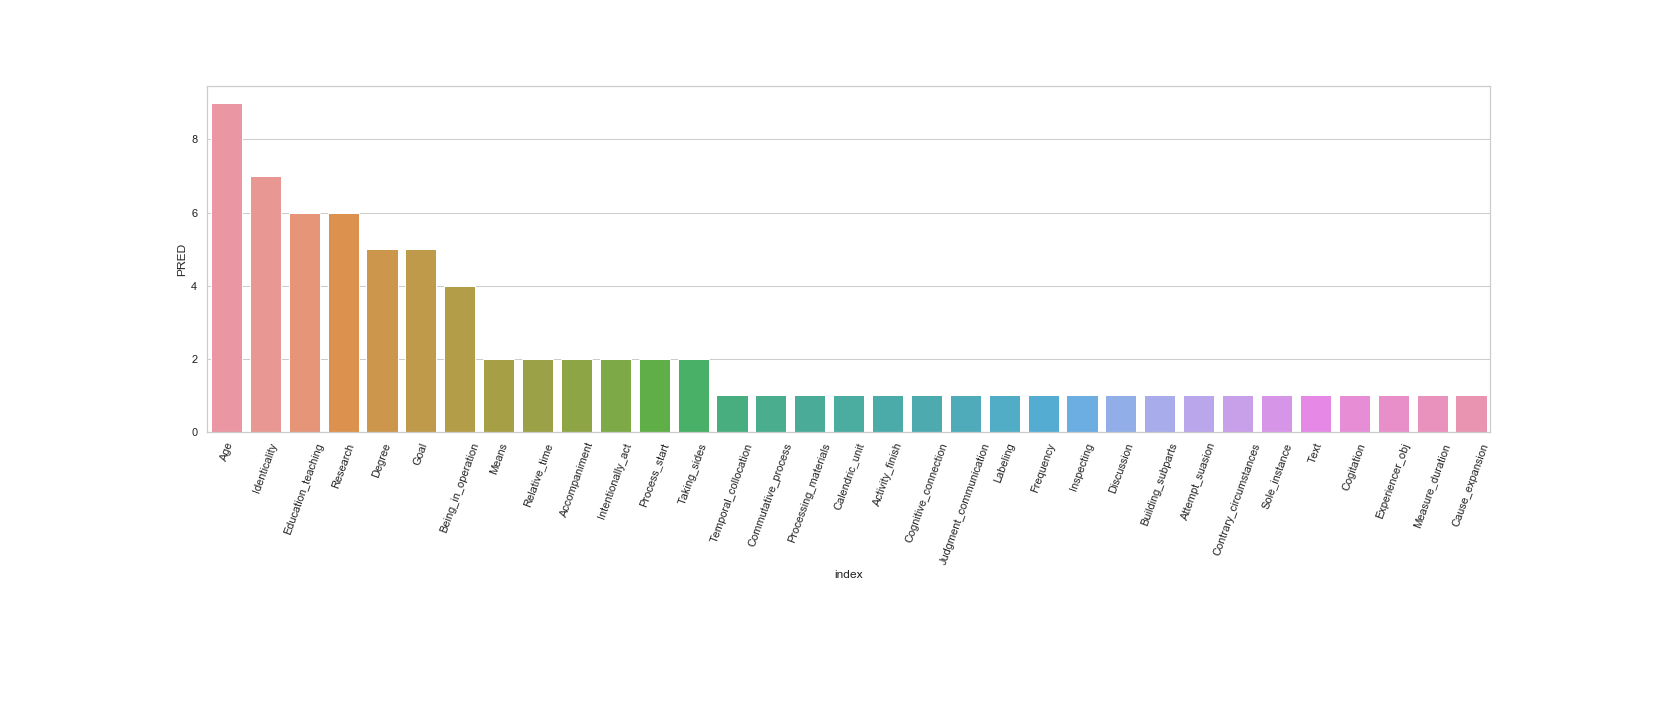 8
6
4
2
0
PRED
Age
Identicality
Education_teaching
Research
Degree
Goal
Being_in_operation
Means
Relative_time
Accompaniment
Intentionally_act
Process_start
Taking_sides
Temporal_collocation
Commutative_process
Processing_materials
Calendric_unit
Activity_finish
Cognitive_connection
Judgment_communication
Labeling
Frequency
Inspecting
Discussion
Building_subparts
Attempt_suasion
Contrary_circumstances
Sole_instance
Text
Cogitation
Experiencer_obj
Measure_duration
Cause_expansion
index